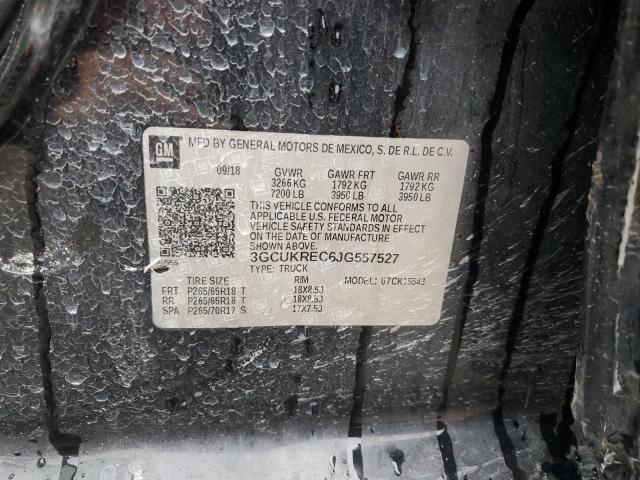 GM MFD BY GENERAL MOTORS DE MEXICO, S. DE R.L. DE C.V.
09/18 GVWR GAWR FRT GAWR RR
3266 KG 1792 KG 1792 KG
7200 LB 3950 LB 3950 LB
THIS VEHICLE CONFORMS TO ALL
APPLICABLE U.S. FEDERAL MOTOR
VEHICLE SAFETY STANDARDS IN EFFECT
ON THE DATE OF MANUFACTURE
SHOWN ABOVE.
3GCUKREC6JG557527
TYPE: TRUCK MODEL:
TIRE SIZE RIM
FRT P265/65R18 T 18X8.5J
RR P265/65R18 T 18X8.5J
SPA P265/70R17 S 17X7.5J